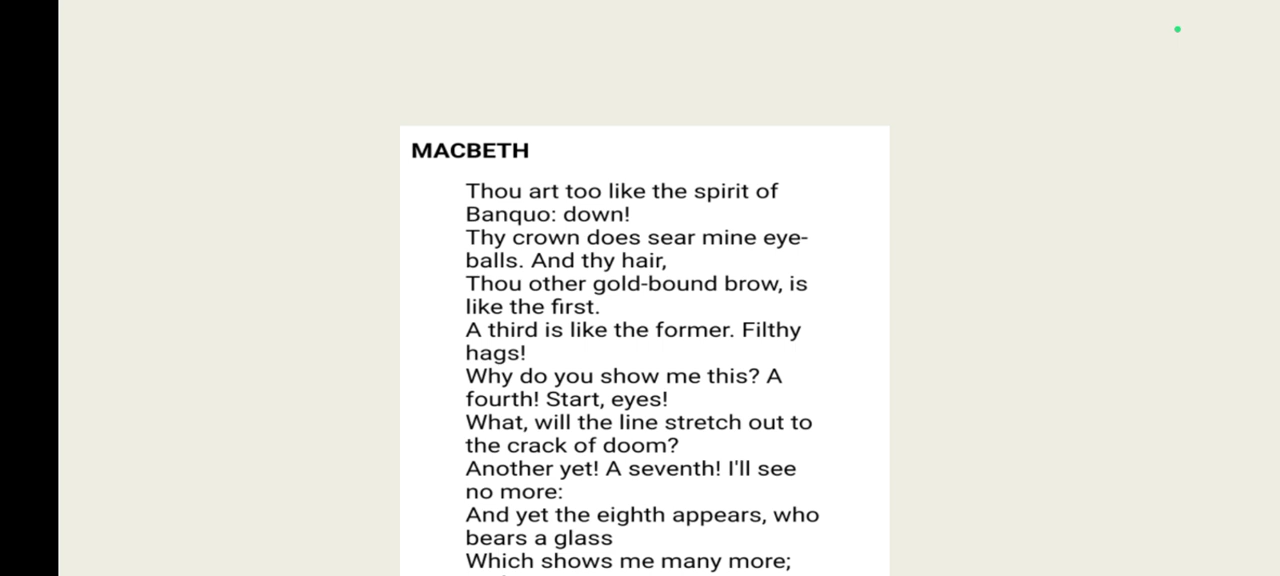 MACBETH
Thou art too like the spirit of
Banquo: down!
Thy crown does sear mine eye-
balls. And thy hair,
Thou other gold-bound brow, is
like the first.
A third is like the former. Filthy
hags!
Why do you show me this? A
fourth! Start, eyes!
What, will the line stretch out to
the crack of doom?
Another yet! A seventh! I'll see
no more:
And yet the eighth appears, who
bears a glass
Which shows me many more;